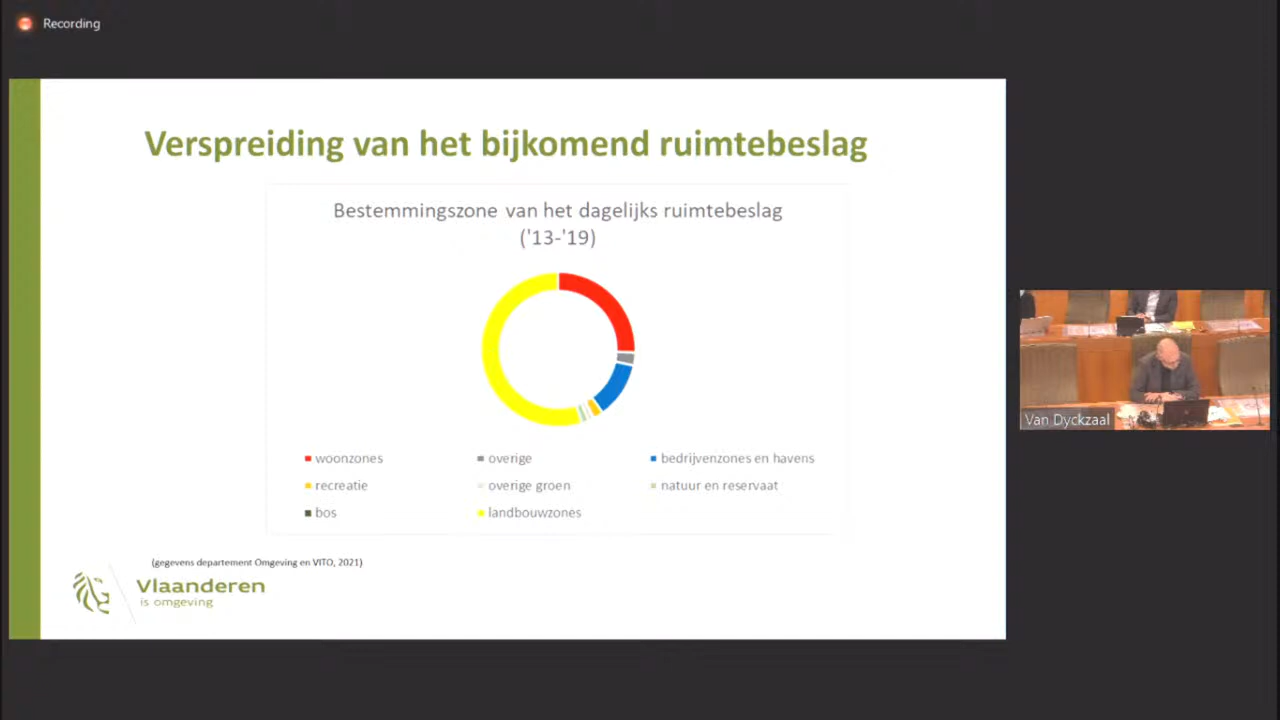 Recording
Verspreiding van het bijkomend ruimtebeslag
Bestemmingszone van het dagelijks ruimtebeslag
('13-'19)
woonzones
overige
bedrijvenzones en havens
recreatie
overige groen
natuur en reservaat
bos
landbouwzones
(gegevens departement Omgeving en VITO, 2021)
Vlaanderen
is omgeving
Van Dyckzaal